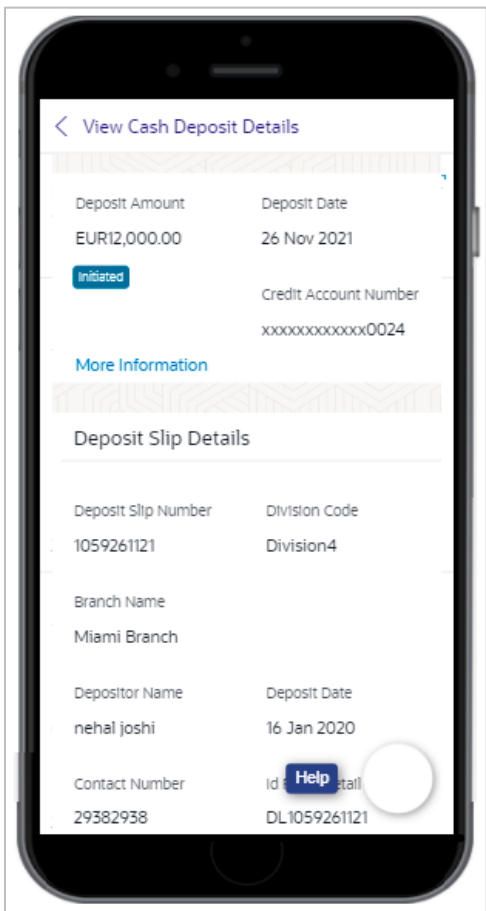 View Cash Deposit Details
Deposit Amount Deposit Date
EUR12,000.00 26 Nov 2021
Initiated
Credit Account Number
xxxxxxxxxxxx0024
More Information
Deposit Slip Details
Deposit Slip Number Division Code
1059261121 Division4
Branch Name
Miami Branch
Depositor Name Deposit Date
nehal joshi 16 Jan 2020
Contact Number Id
Help
29382938 DL1059261121